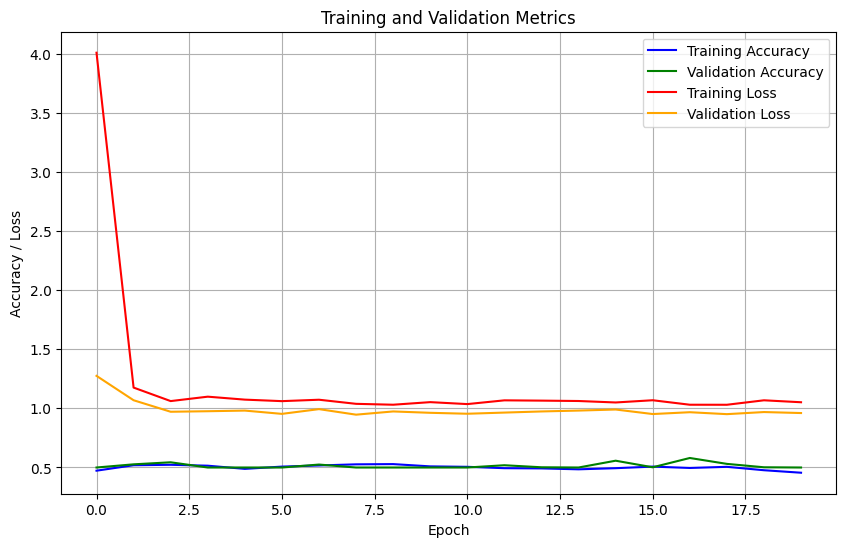 Training and Validation Metrics
Training Accuracy
Validation Accuracy
Training Loss
Validation Loss
4.0
3.5
3.0
2.5
2.0
1.5
1.0
0.5
Accuracy / Loss
0.0 2.5 5.0 7.5 10.0 12.5 15.0 17.5
Epoch